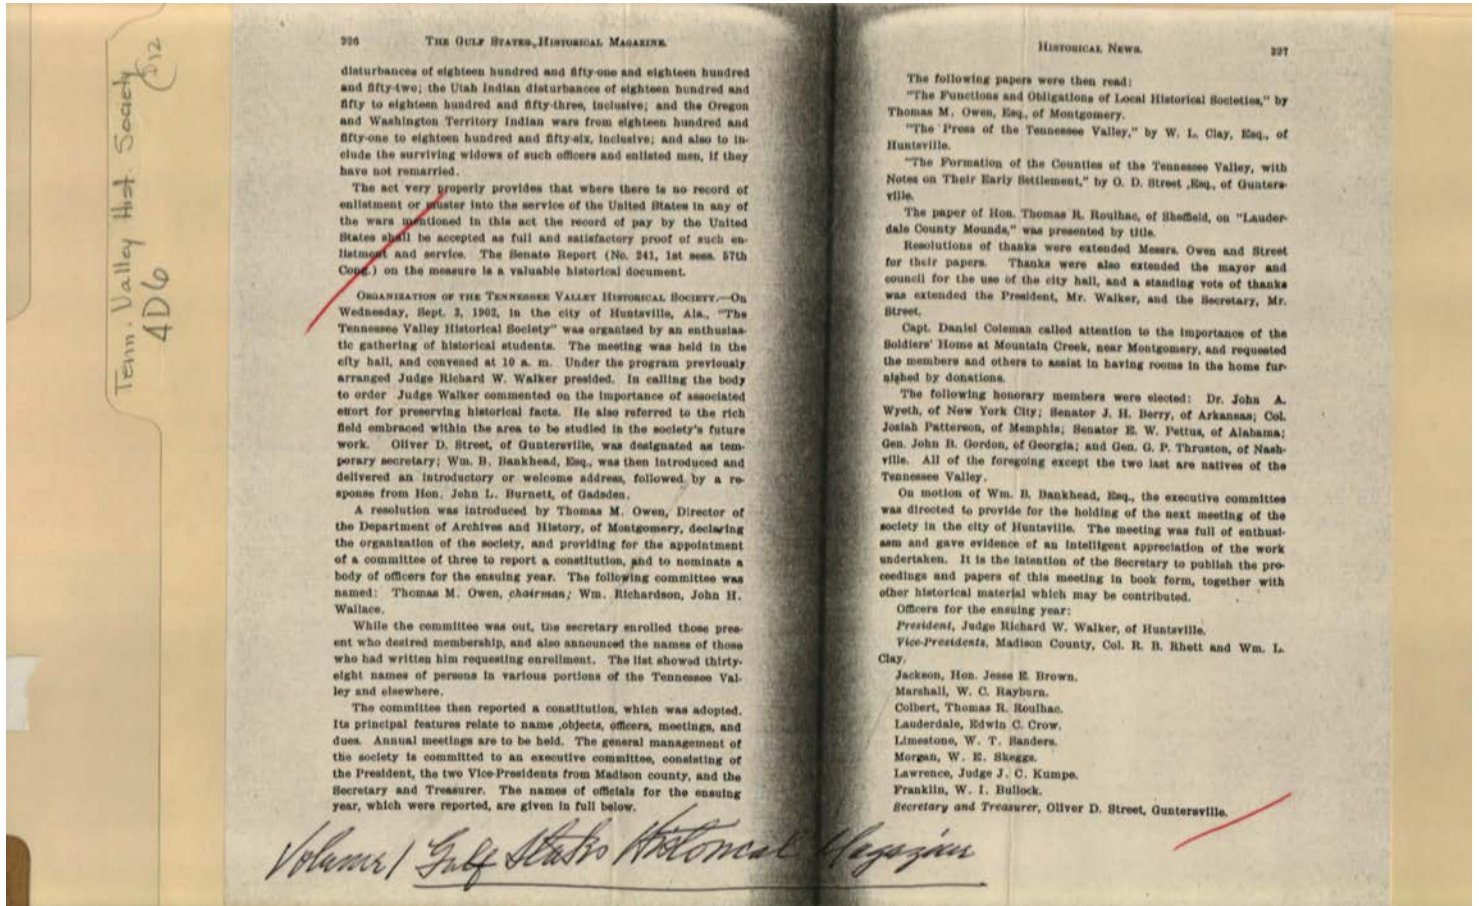 Tenn. Valley Hist. Society
D12
4D6
226
THE GULF STATES HISTORICAL MAGAZINE.
disturbances of eighteen hundred and fifty-one and eighteen hundred
and fifty-two; the Utah Indian disturbances of eighteen hundred and
fifty to eighteen hundred and fifty-three, inclusive; and the Oregon
and Washington Territory Indian wars from eighteen hundred and
fifty-one to eighteen hundred and fifty-six, inclusive; and also to in-
clude the surviving widows of such officers and enlisted men, if they
have not remarried.
The act very properly provides that where there is no record of
enlistment or muster into the service of the United States in any of
the wars mentioned in this act the record of pay by the United
States shall be accepted as full and satisfactory proof of such en-
listment and service. The Senate Report (No. 241, 1st sess. 57th
Cong.) on the measure is a valuable historical document.
ORGANIZATION OF THE TENNESSEE VALLEY HISTORICAL SOCIETY.—On
Wednesday, Sept. 3, 1902, in the city of Huntsville, Ala., "The
Tennessee Valley Historical Society" was organized by an enthusias-
tic gathering of historical students. The meeting was held in the
city hall, and convened at 10 a. m. Under the program previously
arranged Judge Richard W. Walker presided. In calling the body
to order Judge Walker commented on the importance of associated
effort for preserving historical facts. He also referred to the rich
field embraced within the area to be studied in the society's future
work. Oliver D. Street, of Guntersville, was designated as tem-
porary secretary; Wm. B. Bankhead, Esq., was then introduced and
delivered an introductory or welcome address, followed by a re-
sponse from Hon. John L. Burnett, of Gadsden.
A resolution was introduced by Thomas M. Owen, Director of
the Department of Archives and History, of Montgomery, declaring
the organization of the society, and providing for the appointment
of a committee of three to report a constitution, and to nominate a
body of officers for the ensuing year. The following committee was
named: Thomas M. Owen, chairman; Wm. Richardson, John H.
Wallace.
While the committee was out, the secretary enrolled those pres-
ent who desired membership, and also announced the names of those
who had written him requesting enrollment. The list showed thirty-
eight names of persons in various portions of the Tennessee Val-
ley and elsewhere.
The committee then reported a constitution, which was adopted.
Its principal features relate to name ,objects, officers, meetings, and
dues. Annual meetings are to be held. The general management of
the society is committed to an executive committee, consisting of
the President, the two Vice-Presidents from Madison county, and the
Secretary and Treasurer. The names of officials for the ensuing
year, which were reported, are given in full below.
HISTORICAL NEWS.
227
The following papers were then read:
"The Functions and Obligations of Local Historical Societies," by
Thomas M. Owen, Esq., of Montgomery.
"The Press of the Tennessee Valley," by W. L. Clay, Esq., of
Huntsville.
"The Formation of the Counties of the Tennessee Valley, with
Notes on Their Early Settlement," by O. D. Street ,Esq., of Gunters-
ville.
The paper of Hon. Thomas R. Roulhac, of Sheffield, on "Lauder-
dale County Mounds," was presented by title.
Resolutions of thanks were extended Messrs. Owen and Street
for their papers. Thanks were also extended the mayor and
council for the use of the city hall, and a standing vote of thanks
was extended the President, Mr. Walker, and the Secretary, Mr.
Street.
Capt. Daniel Coleman called attention to the importance of the
Soldiers' Home at Mountain Creek, near Montgomery, and requested
the members and others to assist in having rooms in the home fur-
nished by donations.
The following honorary members were elected: Dr. John A.
Wyeth, of New York City; Senator J. H. Berry, of Arkansas; Col.
Josiah Patterson, of Memphis; Senator E. W. Pettus, of Alabama;
Gen. John B. Gordon, of Georgia; and Gen. G. P. Thruston, of Nash-
ville. All of the foregoing except the two last are natives of the
Tennessee Valley.
On motion of Wm. B. Bankhead, Esq., the executive committee
was directed to provide for the holding of the next meeting of the
society in the city of Huntsville. The meeting was full of enthusi-
asm and gave evidence of an intelligent appreciation of the work
undertaken. It is the intention of the Secretary to publish the pro-
ceedings and papers of this meeting in book form, together with
other historical material which may be contributed.
Officers for the ensuing year:
President, Judge Richard W. Walker, of Huntsville.
Vice-Presidents, Madison County, Col. R. B. Rhett and Wm. L.
Clay.
Jackson, Hon. Jesse E. Brown.
Marshall, W. C. Rayburn.
Colbert, Thomas R. Roulhac.
Lauderdale, Edwin C. Crow.
Limestone, W. T. Sanders.
Morgan, W. E. Skeggs.
Lawrence, Judge J. C. Kumpe.
Franklin, W. I. Bullock.
Secretary and Treasurer, Oliver D. Street, Guntersville.
Volume 1 Gulf States Historical Magazine